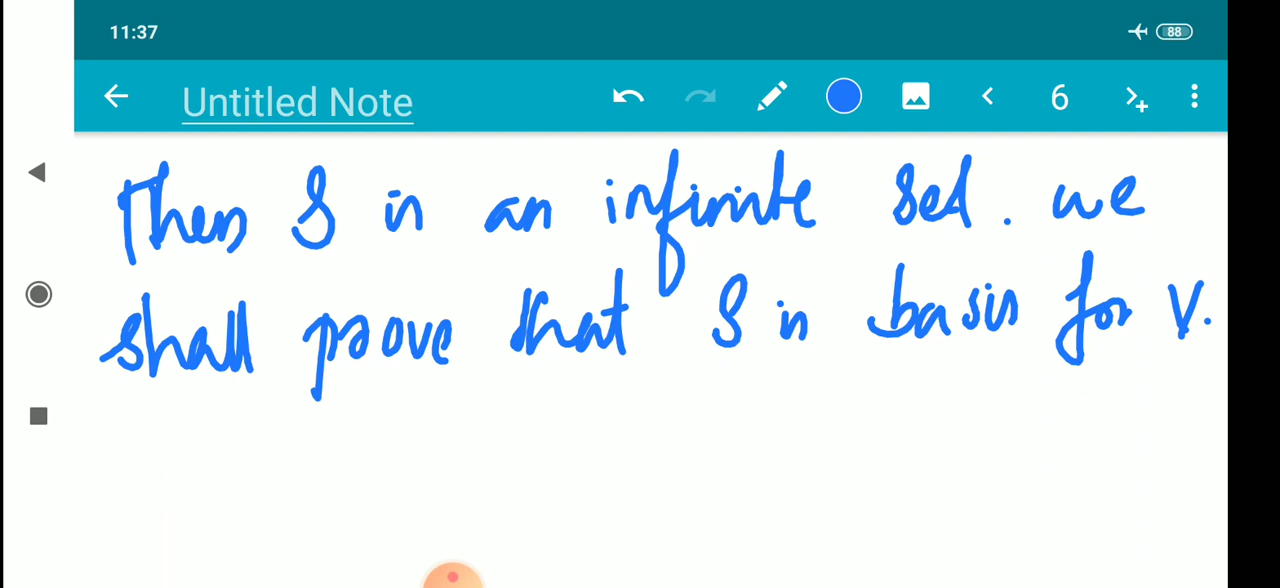 11:37
88
Untitled Note
6
Then S is an infinite set. we
shall prove that S is basis for V.